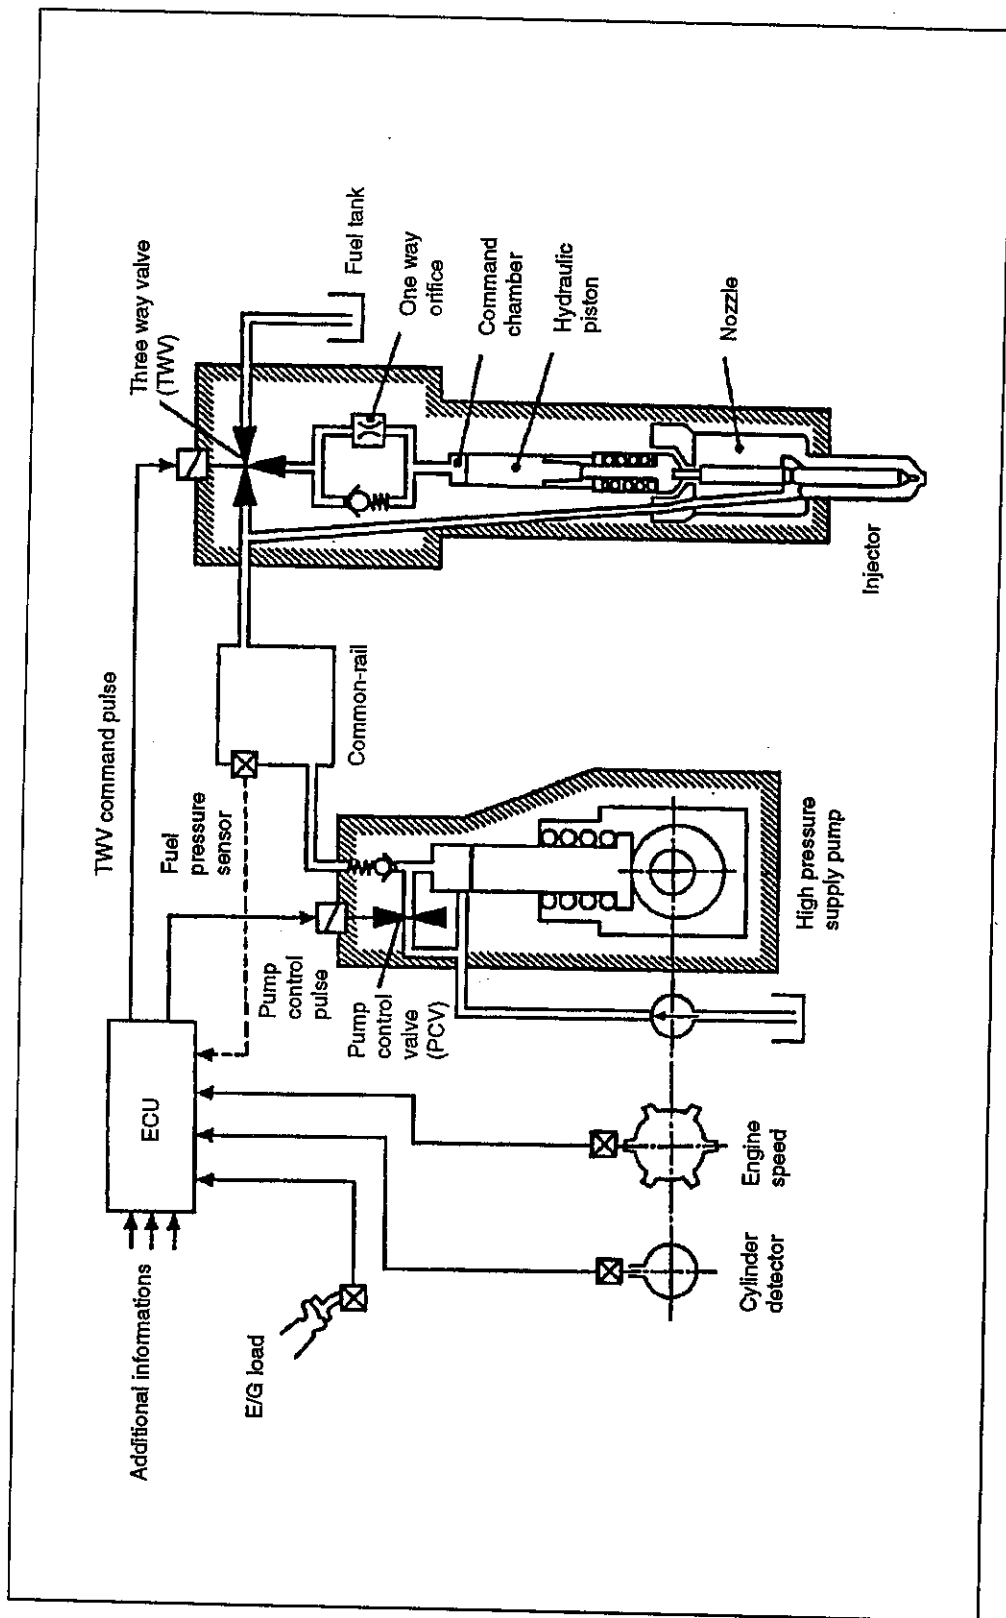 Additional informations
E/G load
ECU
TWV command pulse
Fuel
pressure
sensor
Pump
control
pulse
Pump
control
valve
(PCV)
Common-rail
Three way valve
(TWV)
Fuel tank
One way
orifice
Command
chamber
Hydraulic
piston
Nozzle
Injector
High pressure
supply pump
Engine
speed
Cylinder
detector